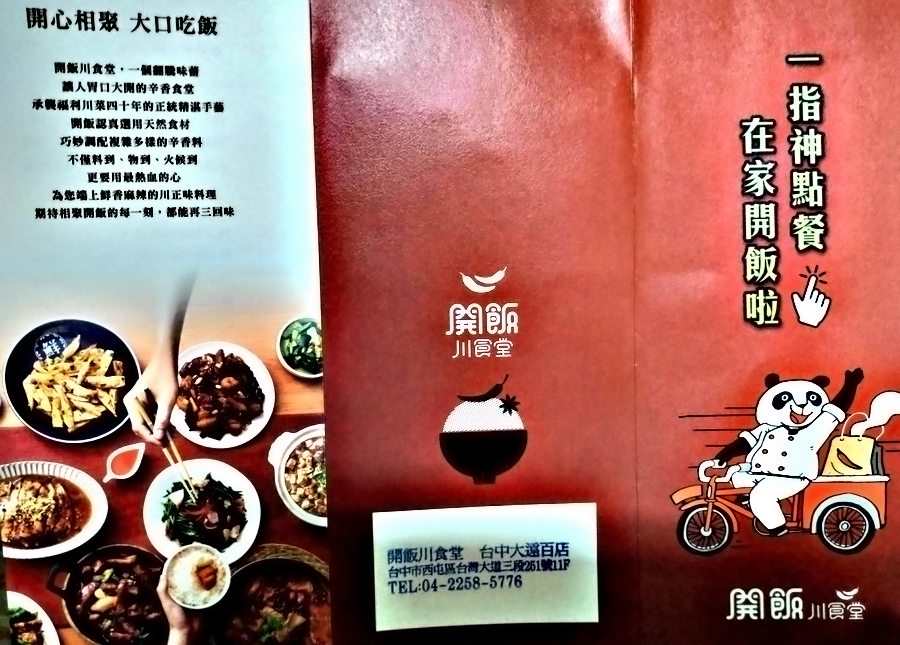 開心相聚 大口吃飯
開飯川食堂,一個翻騰味蕾
讓人胃口大開的辛香食堂
承襲福利川菜四十年的正統精湛手藝
開飯認真選用天然食材
巧妙調配複雜多樣的辛香料
不僅料到、物到、火候到
更要用最熱血的心
為您端上鮮香麻辣的川正味料理
期待相聚開飯的每一刻,都能再三回味
開飯
川食堂
開飯川食堂 台中大遠百店
台中市西屯區台灣大道三段251號11F
TEL:04-2258-5776
一指神點餐
在家開飯啦
開飯川食堂